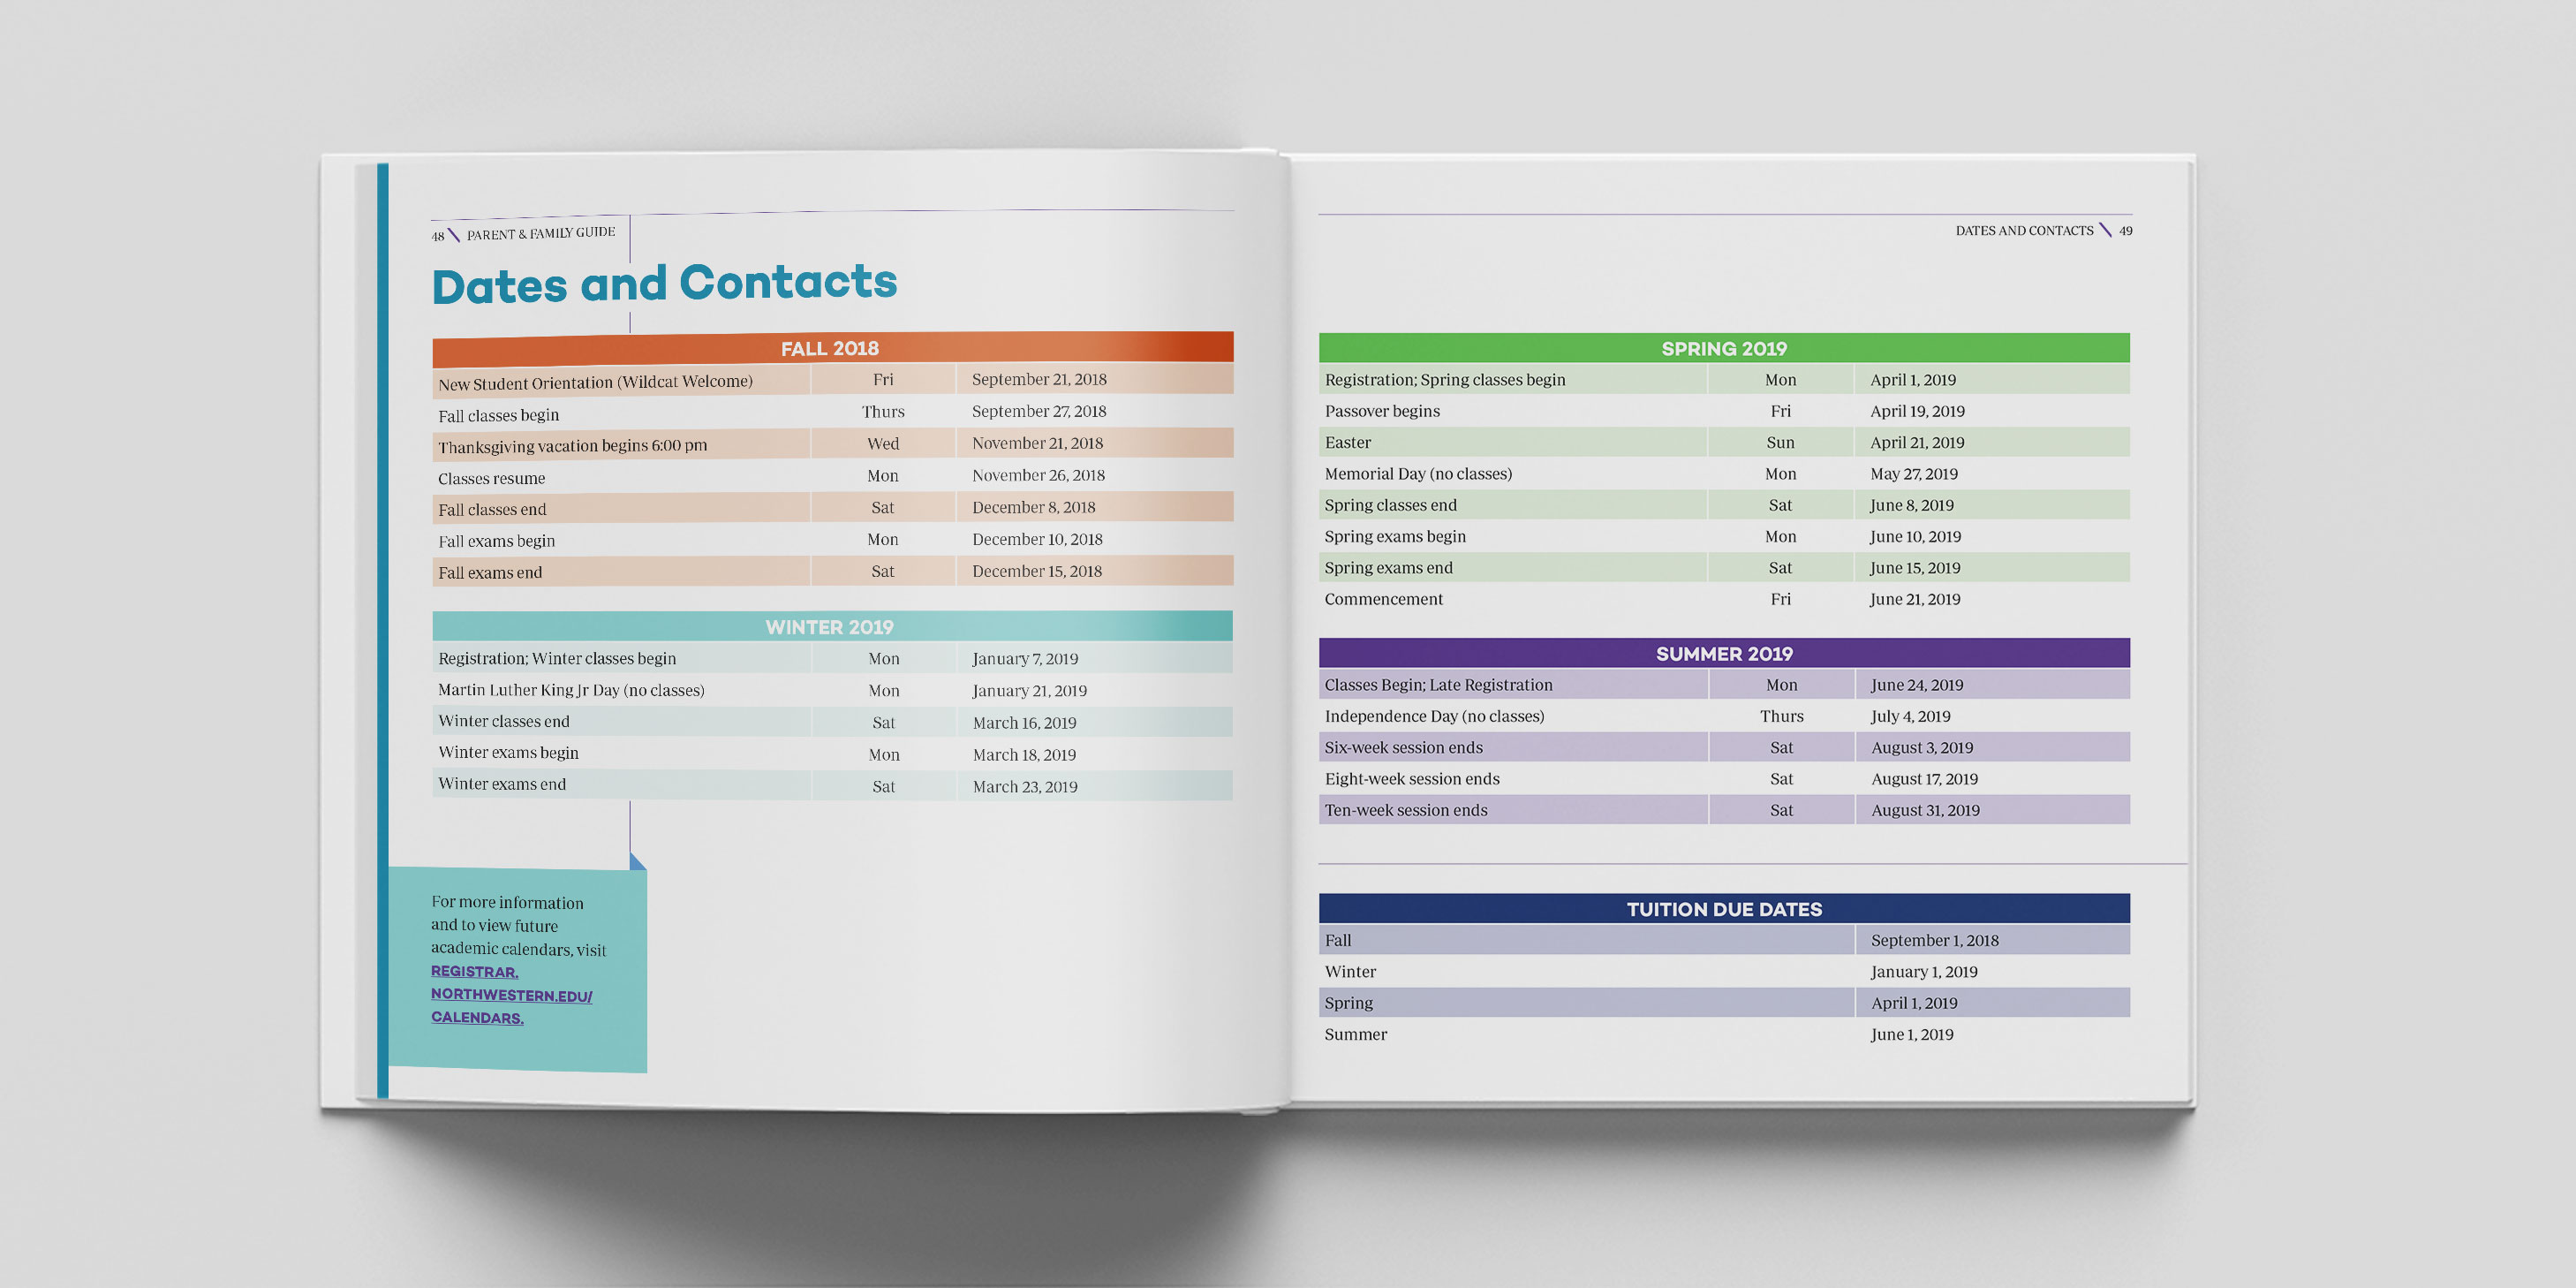 48 \ PARENT & FAMILY GUIDE
Dates and Contacts
FALL 2018
New Student Orientation (Wildcat Welcome) Fri September 21, 2018
Fall classes begin Thurs September 27, 2018
Thanksgiving vacation begins 6:00 pm Wed November 21, 2018
Classes resume Mon November 26, 2018
Fall classes end Sat December 8, 2018
Fall exams begin Mon December 10, 2018
Fall exams end Sat December 15, 2018
WINTER 2019
Registration; Winter classes begin Mon January 7, 2019
Martin Luther King Jr Day (no classes) Mon January 21, 2019
Winter classes end Sat March 16, 2019
Winter exams begin Mon March 18, 2019
Winter exams end Sat March 23, 2019
For more information
and to view future
academic calendars, visit
REGISTRAR.
NORTHWESTERN.EDU/
CALENDARS.
DATES AND CONTACTS \ 49
SPRING 2019
Registration; Spring classes begin Mon April 1, 2019
Passover begins Fri April 19, 2019
Easter Sun April 21, 2019
Memorial Day (no classes) Mon May 27, 2019
Spring classes end Sat June 8, 2019
Spring exams begin Mon June 10, 2019
Spring exams end Sat June 15, 2019
Commencement Fri June 21, 2019
SUMMER 2019
Classes Begin; Late Registration Mon June 24, 2019
Independence Day (no classes) Thurs July 4, 2019
Six-week session ends Sat August 3, 2019
Eight-week session ends Sat August 17, 2019
Ten-week session ends Sat August 31, 2019
TUITION DUE DATES
Fall September 1, 2018
Winter January 1, 2019
Spring April 1, 2019
Summer June 1, 2019